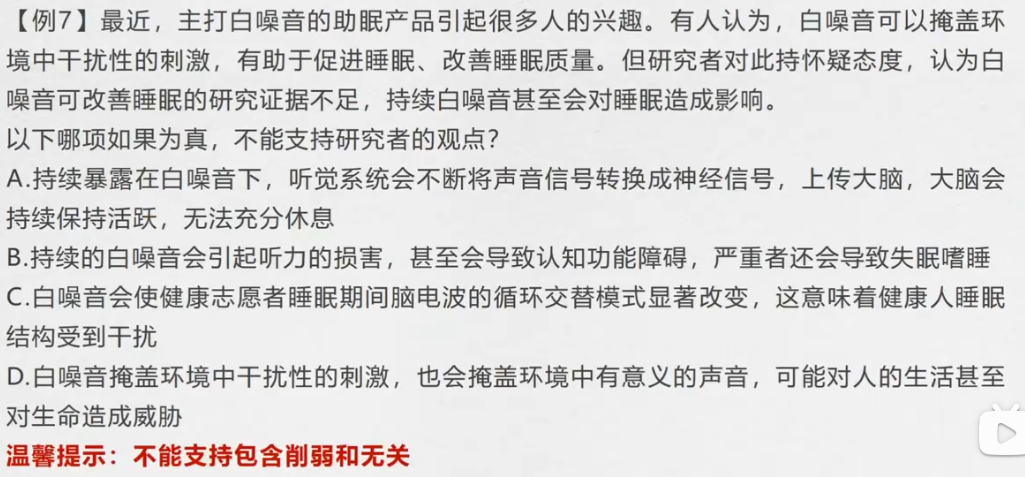 【例7】最近，主打白噪音的助眠产品引起很多人的兴趣。有人认为，白噪音可以掩盖环
境中干扰性的刺激，有助于促进睡眠、改善睡眠质量。但研究者对此持怀疑态度，认为白
噪音可改善睡眠的研究证据不足，持续白噪音甚至会对睡眠造成影响。
以下哪项如果为真，不能支持研究者的观点？
A.持续暴露在白噪音下，听觉系统会不断将声音信号转换成神经信号，上传大脑，大脑会
持续保持活跃，无法充分休息
B.持续的白噪音会引起听力的损害，甚至会导致认知功能障碍，严重者还会导致失眠嗜睡
C.白噪音会使健康志愿者睡眠期间脑电波的循环交替模式显著改变，这意味着健康人睡眠
结构受到干扰
D.白噪音掩盖环境中干扰性的刺激，也会掩盖环境中有意义的声音，可能对人的生活甚至
对生命造成威胁
温馨提示：不能支持包含削弱和无关